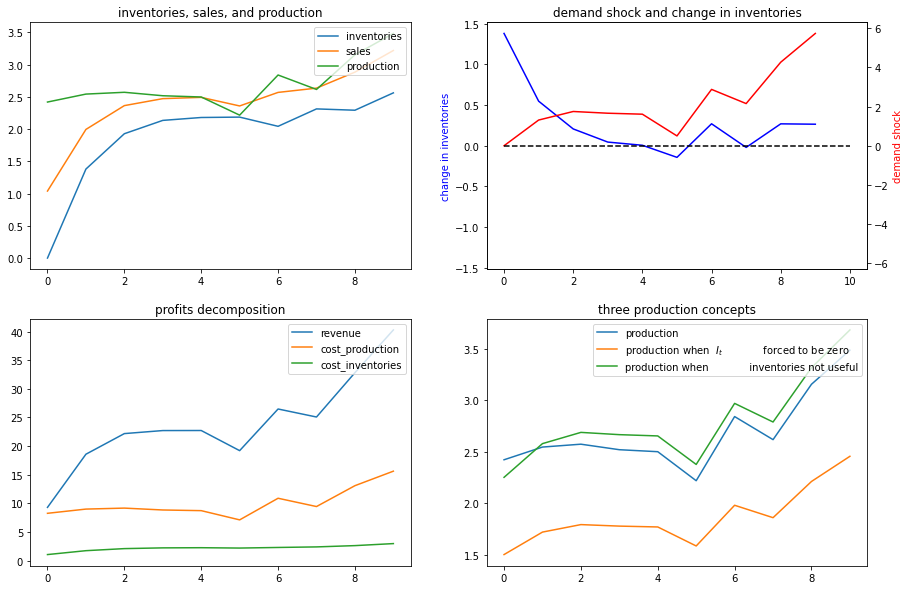 inventories, sales, and production
3.5
3.0
2.5
2.0
1.5
1.0
0.5
0.0
inventories
sales
production
0 2 4 6 8
demand shock and change in inventories
change in inventories
1.5
1.0
0.5
0.0
−0.5
−1.0
−1.5
6
4
2
0
−2
−4
−6
demand shock
0 2 4 6 8 10
profits decomposition
40
35
30
25
20
15
10
5
0
revenue
cost_production
cost_inventories
0 2 4 6 8
three production concepts
3.5
3.0
2.5
2.0
1.5
production
production when I_t forced to be zero
production when inventories not useful
0 2 4 6 8